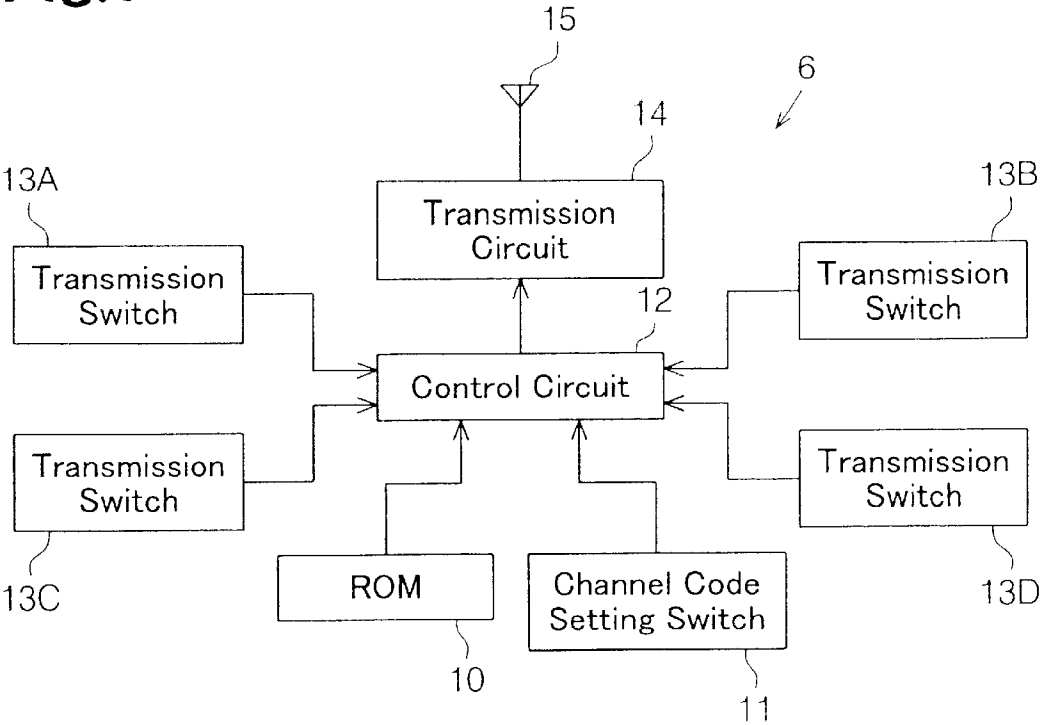 15
6
14
13A
13B
Transmission
Circuit
Transmission
Switch
Transmission
Switch
12
Control Circuit
Transmission
Switch
Transmission
Switch
ROM
Channel Code
Setting Switch
13C
13D
10
11